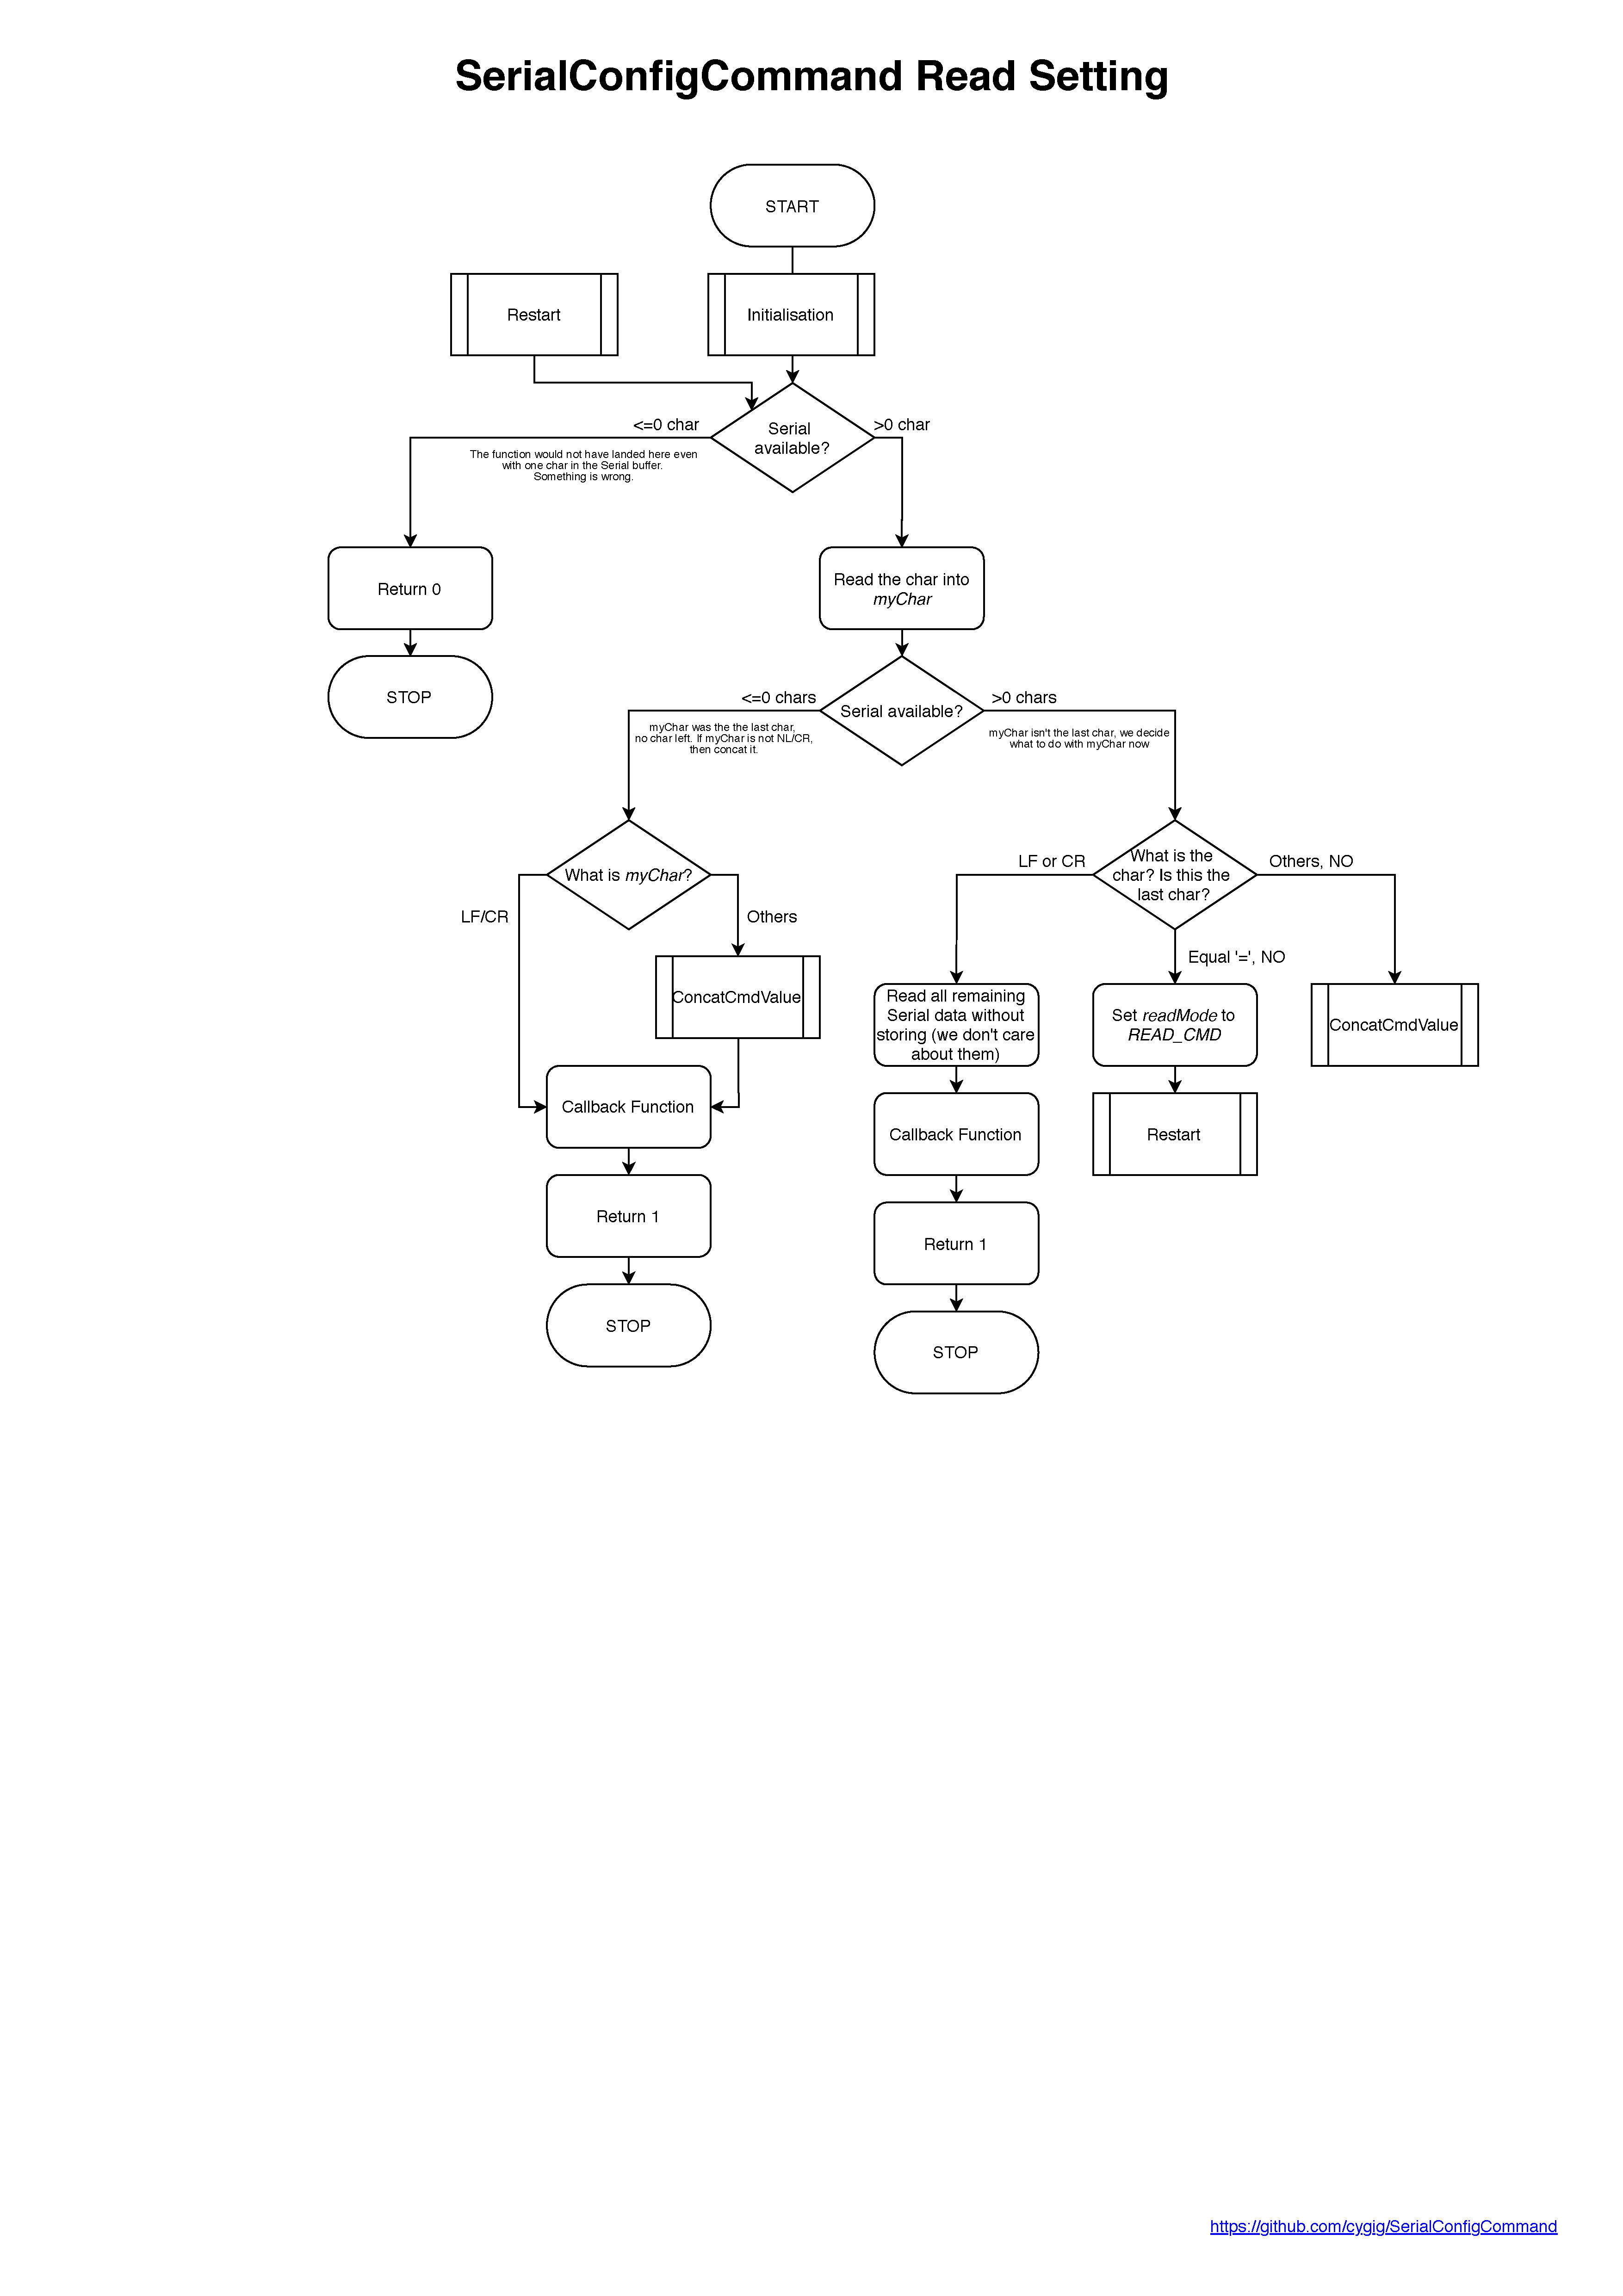 SerialConfigCommand Read Setting
START
Restart
Initialisation
<=0 char
>0 char
Serial
available?
The function would not have landed here even
with one char in the Serial buffer.
Something is wrong.
Return 0
Read the char into
myChar
STOP
<=0 chars
Serial available?
>0 chars
myChar was the the last char,
no char left. If myChar is not NL/CR,
then concat it.
myChar isn't the last char, we decide
what to do with myChar now
What is myChar?
LF/CR
Others
LF or CR
What is the
char? Is this the
last char?
Others, NO
Equal '=', NO
ConcatCmdValue
Read all remaining
Serial data without
storing (we don't care
about them)
Set readMode to
READ_CMD
ConcatCmdValue
Callback Function
Callback Function
Restart
Return 1
Return 1
STOP
STOP
https://github.com/cygig/SerialConfigCommand